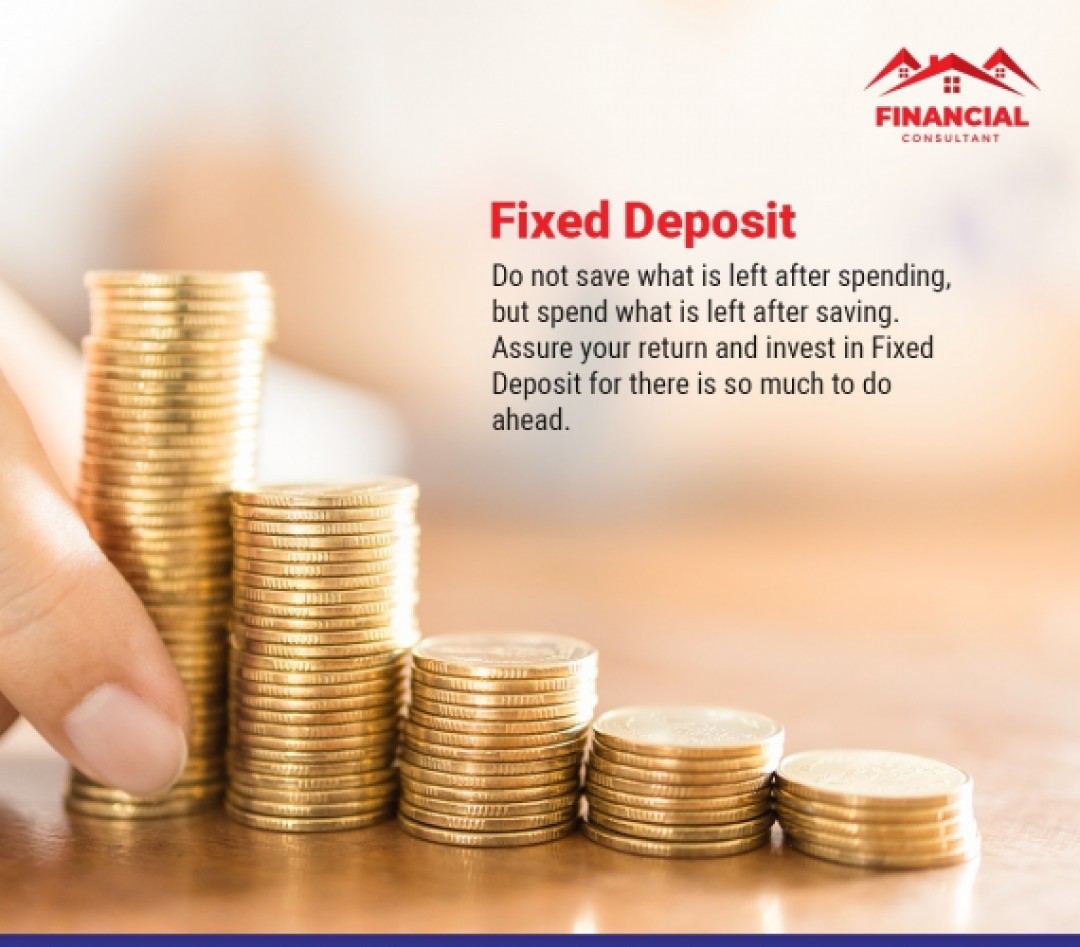 FINANCIAL
CONSULTANT
Fixed Deposit
Do not save what is left after spending,
but spend what is left after saving.
Assure your return and invest in Fixed
Deposit for there is so much to do
ahead.